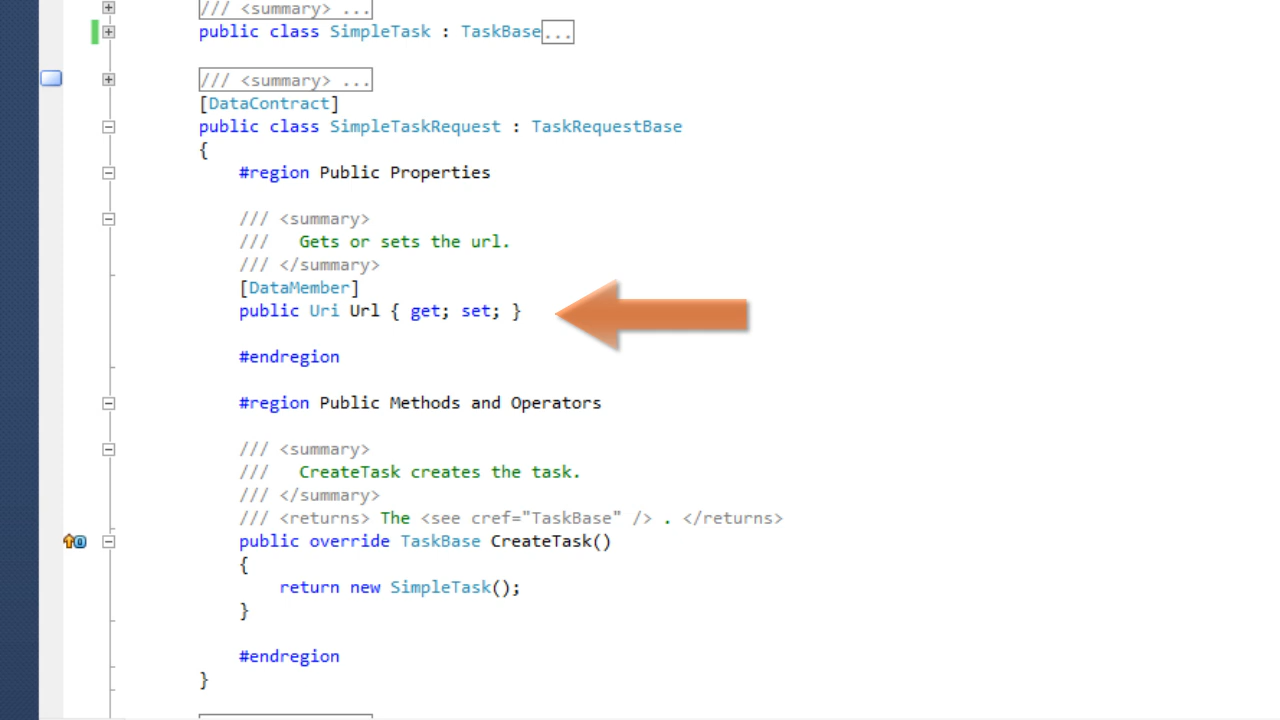 /// <summary> ...
public class SimpleTask : TaskBase...
/// <summary> ...
[DataContract]
public class SimpleTaskRequest : TaskRequestBase
{
#region Public Properties
/// <summary>
///   Gets or sets the url.
/// </summary>
[DataMember]
public Uri Url { get; set; }
#endregion
#region Public Methods and Operators
/// <summary>
///   CreateTask creates the task.
/// </summary>
/// <returns> The <see cref="TaskBase" /> . </returns>
public override TaskBase CreateTask()
{
return new SimpleTask();
}
#endregion
}